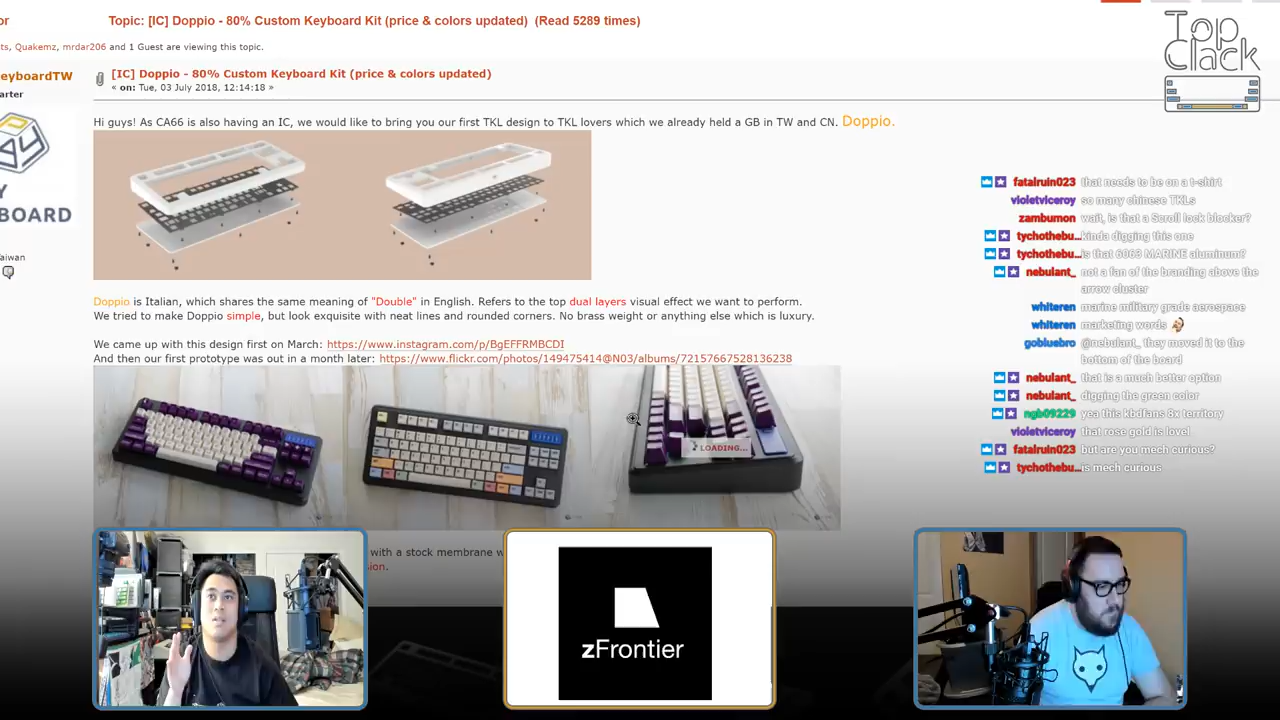 or
Topic: [IC] Doppio - 80% Custom Keyboard Kit (price & colors updated)  (Read 5289 times)
ts, Quakemz, mrdar206 and 1 Guest are viewing this topic.
Top
Clack
eyboardTW
arter
[IC] Doppio - 80% Custom Keyboard Kit (price & colors updated)
« on: Tue, 03 July 2018, 12:14:18 »
Hi guys! As CA66 is also having an IC, we would like to bring you our first TKL design to TKL lovers which we already held a GB in TW and CN. Doppio.
Y
BOARD
aiwan
Doppio is Italian, which shares the same meaning of "Double" in English. Refers to the top dual layers visual effect we want to perform.
We tried to make Doppio simple, but look exquisite with neat lines and rounded corners. No brass weight or anything else which is luxury.
We came up with this design first on March: https://www.instagram.com/p/BgEFFRMBCDI
And then our first prototype was out in a month later: https://www.flickr.com/photos/149475414@N03/albums/72157667528136238
LOADING...
with a stock membrane w
sion.
fatalruin023 that needs to be on a t-shirt
violetviceroy so many chinese TKLs
zambumon wait, is that a Scroll lock blocker?
tychothebu... kinda digging this one
tychothebu... is that 6063 MARINE aluminum?
nebulant_ not a fan of the branding above the
arrow cluster
whiteren marine military grade aerospace
whiteren marketing words
gobluebro @nebulant_ they moved it to the
bottom of the board
nebulant_ that is a much better option
nebulant_ digging the green color
ngb09229 yea this kbdfans 8x territory
violetviceroy that rose gold is lovel
fatalruin023 but are you mech curious?
tychothebu... is mech curious
zFrontier